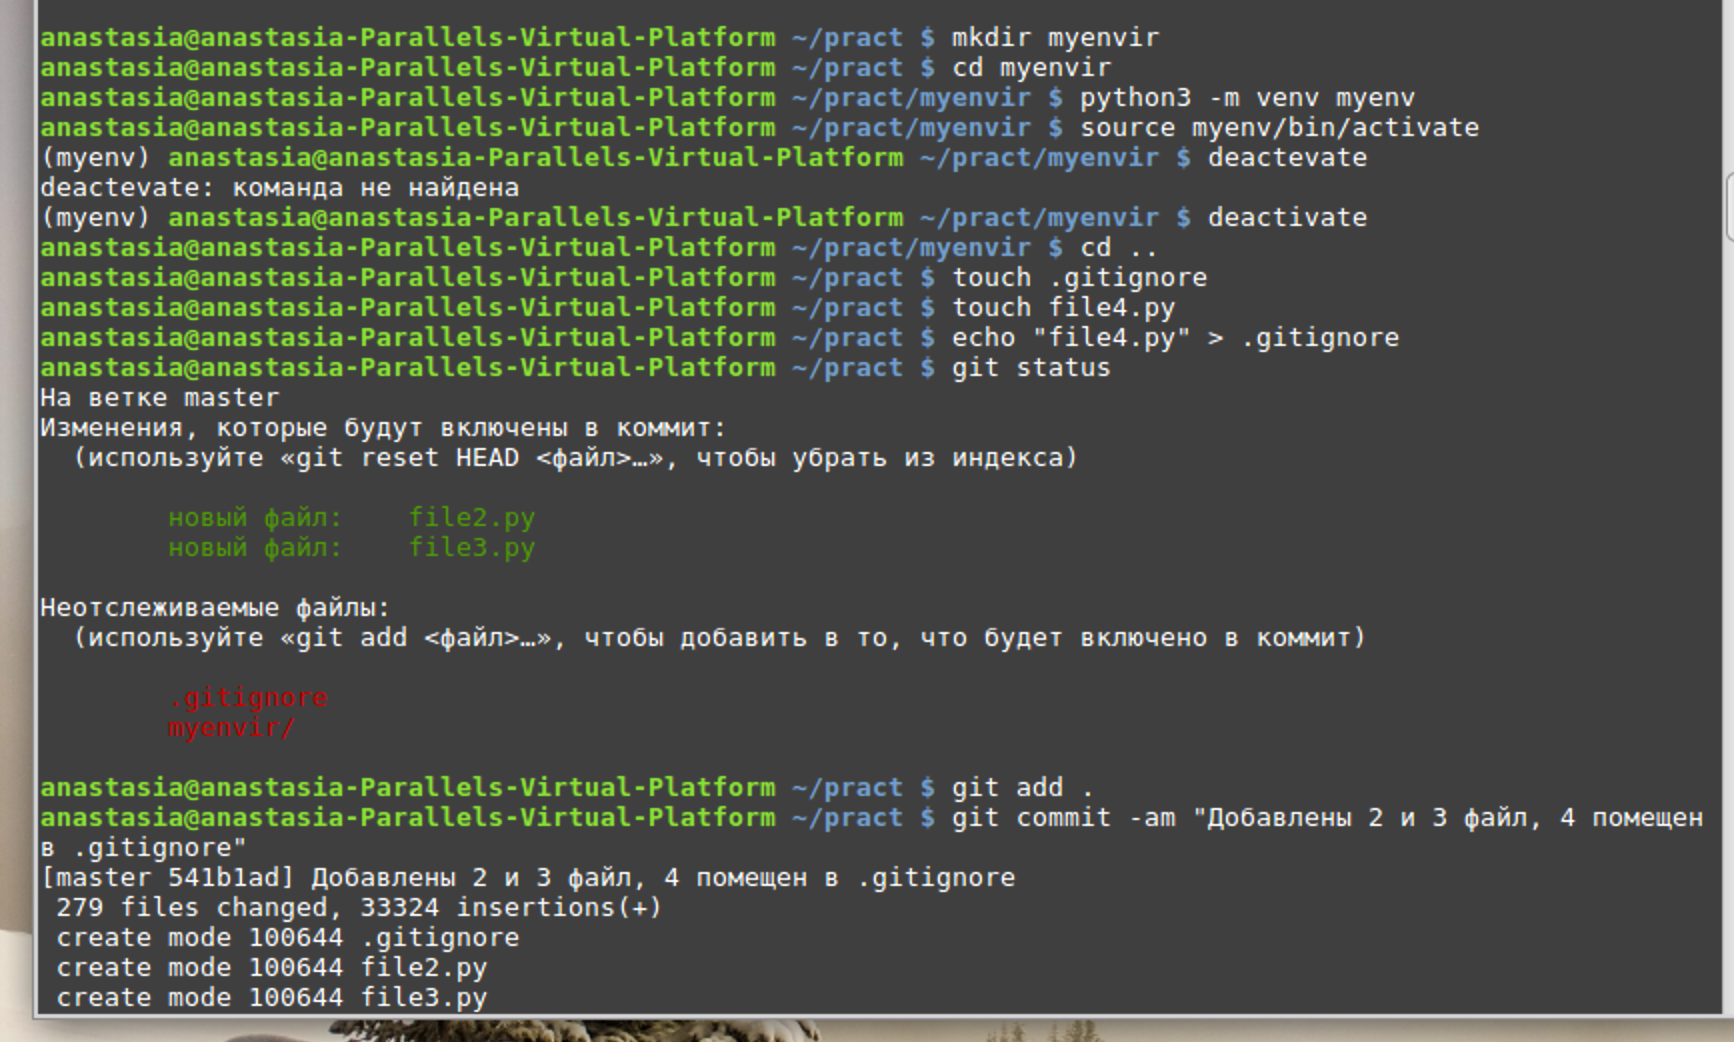 anastasia@anastasia-Parallels-Virtual-Platform ~/pract $ mkdir myenvir
anastasia@anastasia-Parallels-Virtual-Platform ~/pract $ cd myenvir
anastasia@anastasia-Parallels-Virtual-Platform ~/pract/myenvir $ python3 -m venv myenv
anastasia@anastasia-Parallels-Virtual-Platform ~/pract/myenvir $ source myenv/bin/activate
(myenv) anastasia@anastasia-Parallels-Virtual-Platform ~/pract/myenvir $ deactevate
deactevate: команда не найдена
(myenv) anastasia@anastasia-Parallels-Virtual-Platform ~/pract/myenvir $ deactivate
anastasia@anastasia-Parallels-Virtual-Platform ~/pract/myenvir $ cd ..
anastasia@anastasia-Parallels-Virtual-Platform ~/pract $ touch .gitignore
anastasia@anastasia-Parallels-Virtual-Platform ~/pract $ touch file4.py
anastasia@anastasia-Parallels-Virtual-Platform ~/pract $ echo "file4.py" > .gitignore
anastasia@anastasia-Parallels-Virtual-Platform ~/pract $ git status
На ветке master
Изменения, которые будут включены в коммит:
  (используйте «git reset HEAD <файл>…», чтобы убрать из индекса)
новый файл:    file2.py
новый файл:    file3.py
Неотслеживаемые файлы:
  (используйте «git add <файл>…», чтобы добавить в то, что будет включено в коммит)
.gitignore
myenvir/
anastasia@anastasia-Parallels-Virtual-Platform ~/pract $ git add .
anastasia@anastasia-Parallels-Virtual-Platform ~/pract $ git commit -am "Добавлены 2 и 3 файл, 4 помещен
в .gitignore"
[master 541b1ad] Добавлены 2 и 3 файл, 4 помещен в .gitignore
 279 files changed, 33324 insertions(+)
 create mode 100644 .gitignore
 create mode 100644 file2.py
 create mode 100644 file3.py